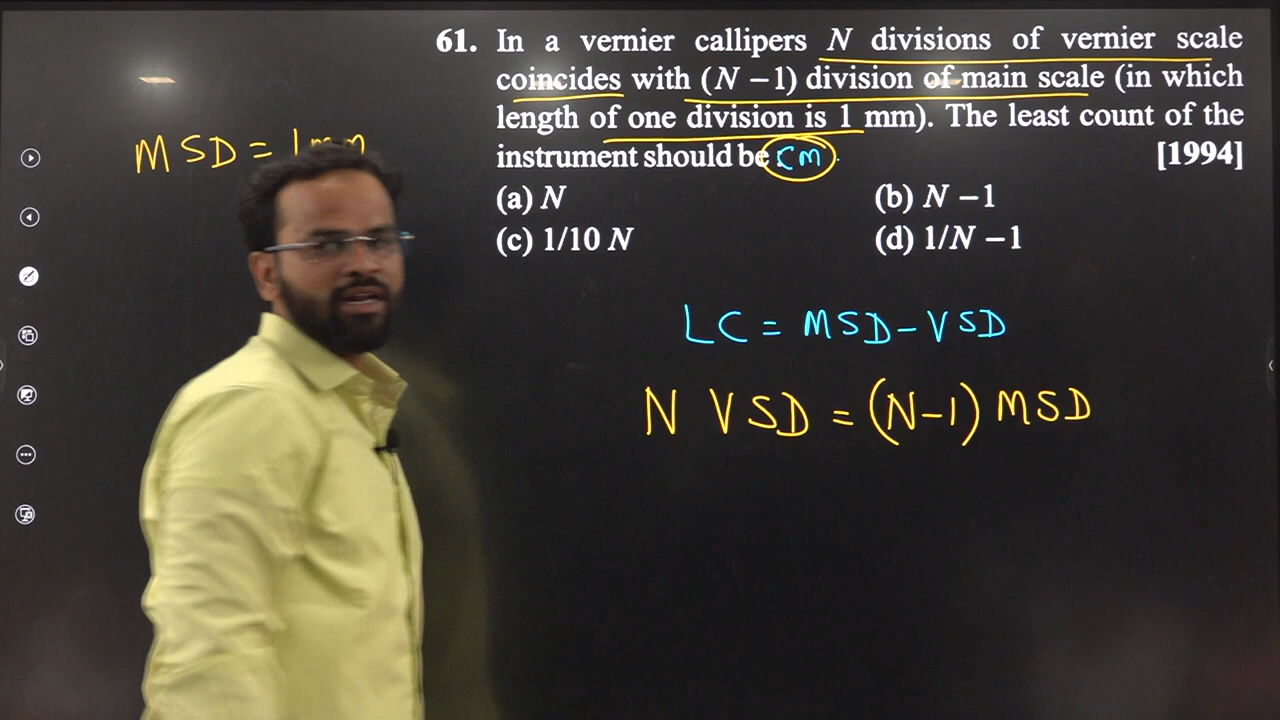 61. In a vernier callipers N divisions of vernier scale
coincides with (N – 1) division of main scale (in which
length of one division is 1 mm). The least count of the
instrument should be cm. [1994]
(a) N (b) N – 1
(c) 1/10 N (d) 1/N – 1
MSD = 1mm
LC = MSD – VSD
N VSD = (N–1) MSD